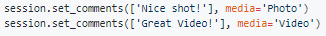 session.set_comments(['Nice shot!'], media='Photo')
session.set_comments(['Great Video!'], media='Video')